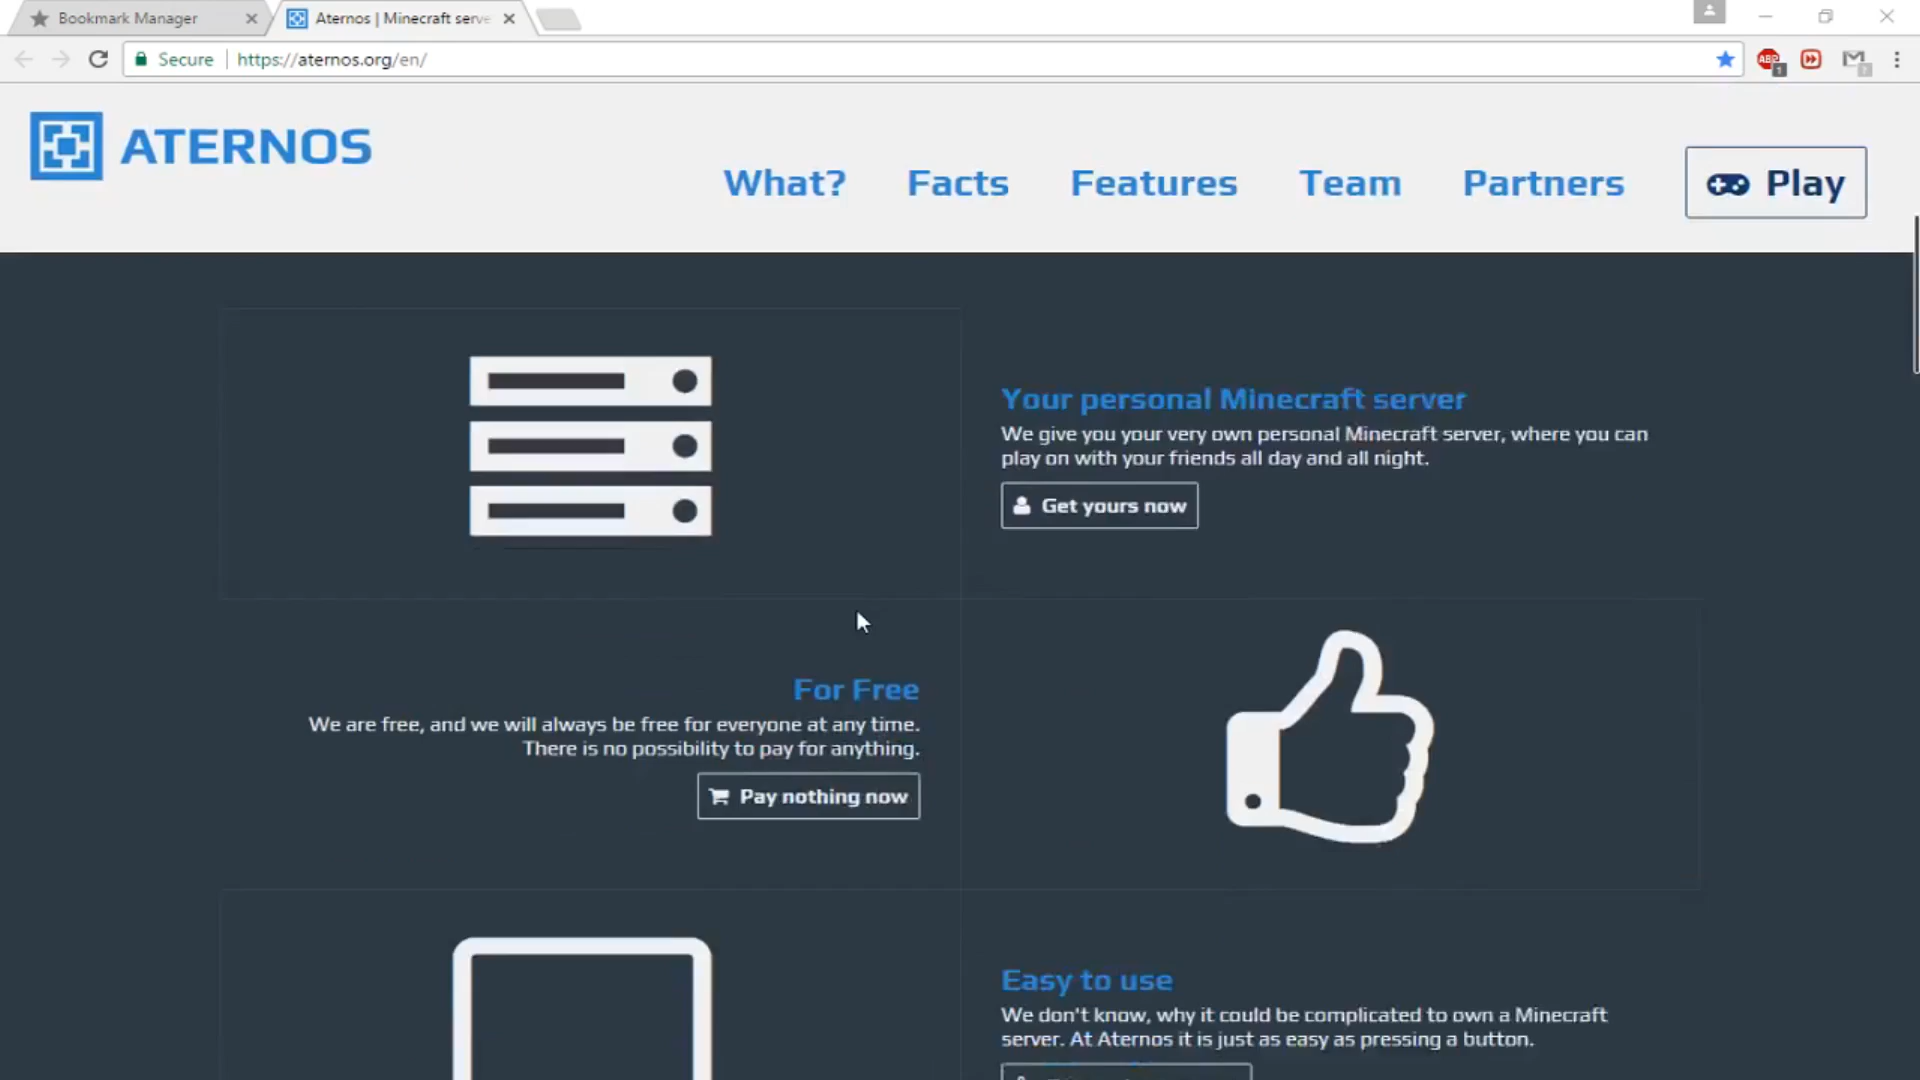 Bookmark Manager
Aternos | Minecraft serve
Secure
https://aternos.org/en/
ABP
1
ATERNOS
What?
Facts
Features
Team
Partners
Play
Your personal Minecraft server
We give you your very own personal Minecraft server, where you can
play on with your friends all day and all night.
Get yours now
For Free
We are free, and we will always be free for everyone at any time.
There is no possibility to pay for anything.
Pay nothing now
Easy to use
We don't know, why it could be complicated to own a Minecraft
server. At Aternos it is just as easy as pressing a button.